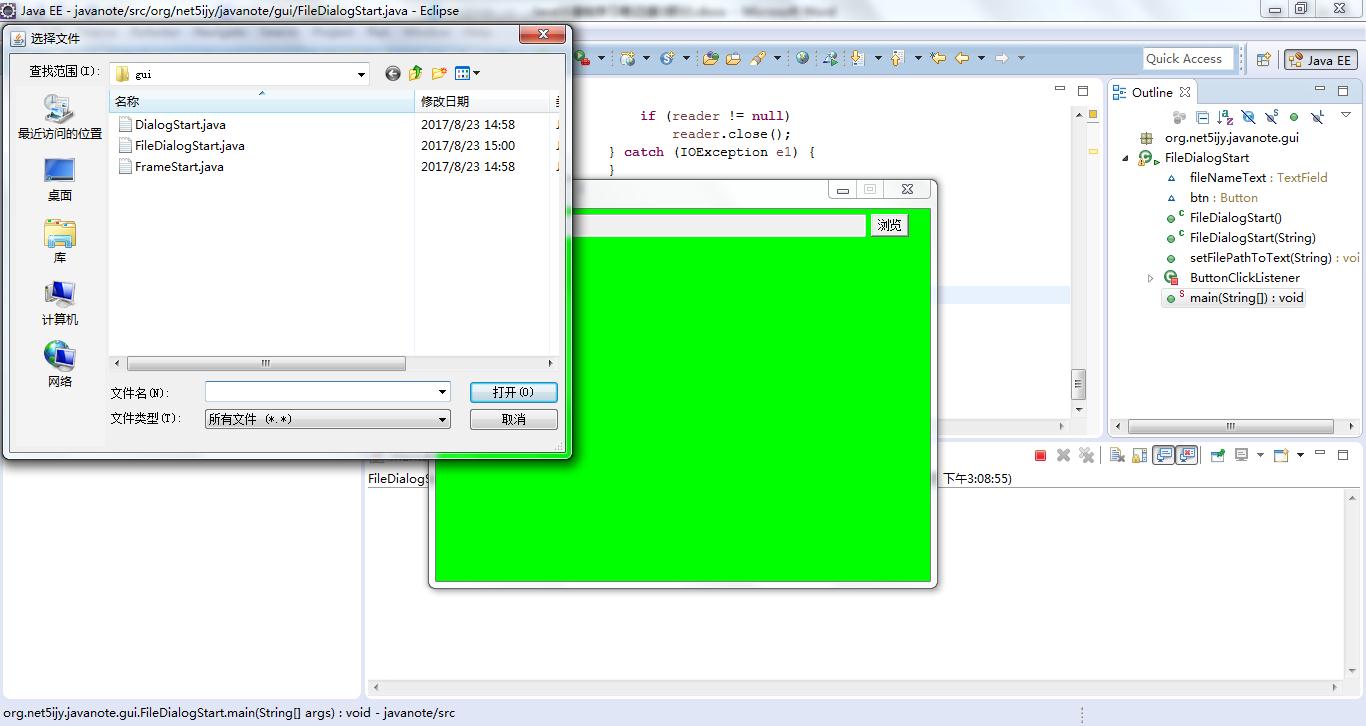 Java EE - javanote/src/org/net5ijy/javanote/gui/FileDialogStart.java - Eclipse
选择文件
查找范围(I):
gui
最近访问的位置
桌面
库
计算机
网络
名称
修改日期
DialogStart.java
2017/8/23 14:58
FileDialogStart.java
2017/8/23 15:00
FrameStart.java
2017/8/23 14:58
文件名(N):
打开(O)
文件类型(T):
所有文件 (*.*)
取消
Quick Access
Java EE
if (reader != null)
reader.close();
} catch (IOException e1) {
}
浏览
Outline
org.net5ijy.javanote.gui
FileDialogStart
fileNameText : TextField
btn : Button
FileDialogStart()
FileDialogStart(String)
setFilePathToText(String) : voi
ButtonClickListener
main(String[]) : void
FileDialogS
下午3:08:55)
org.net5ijy.javanote.gui.FileDialogStart.main(String[] args) : void - javanote/src